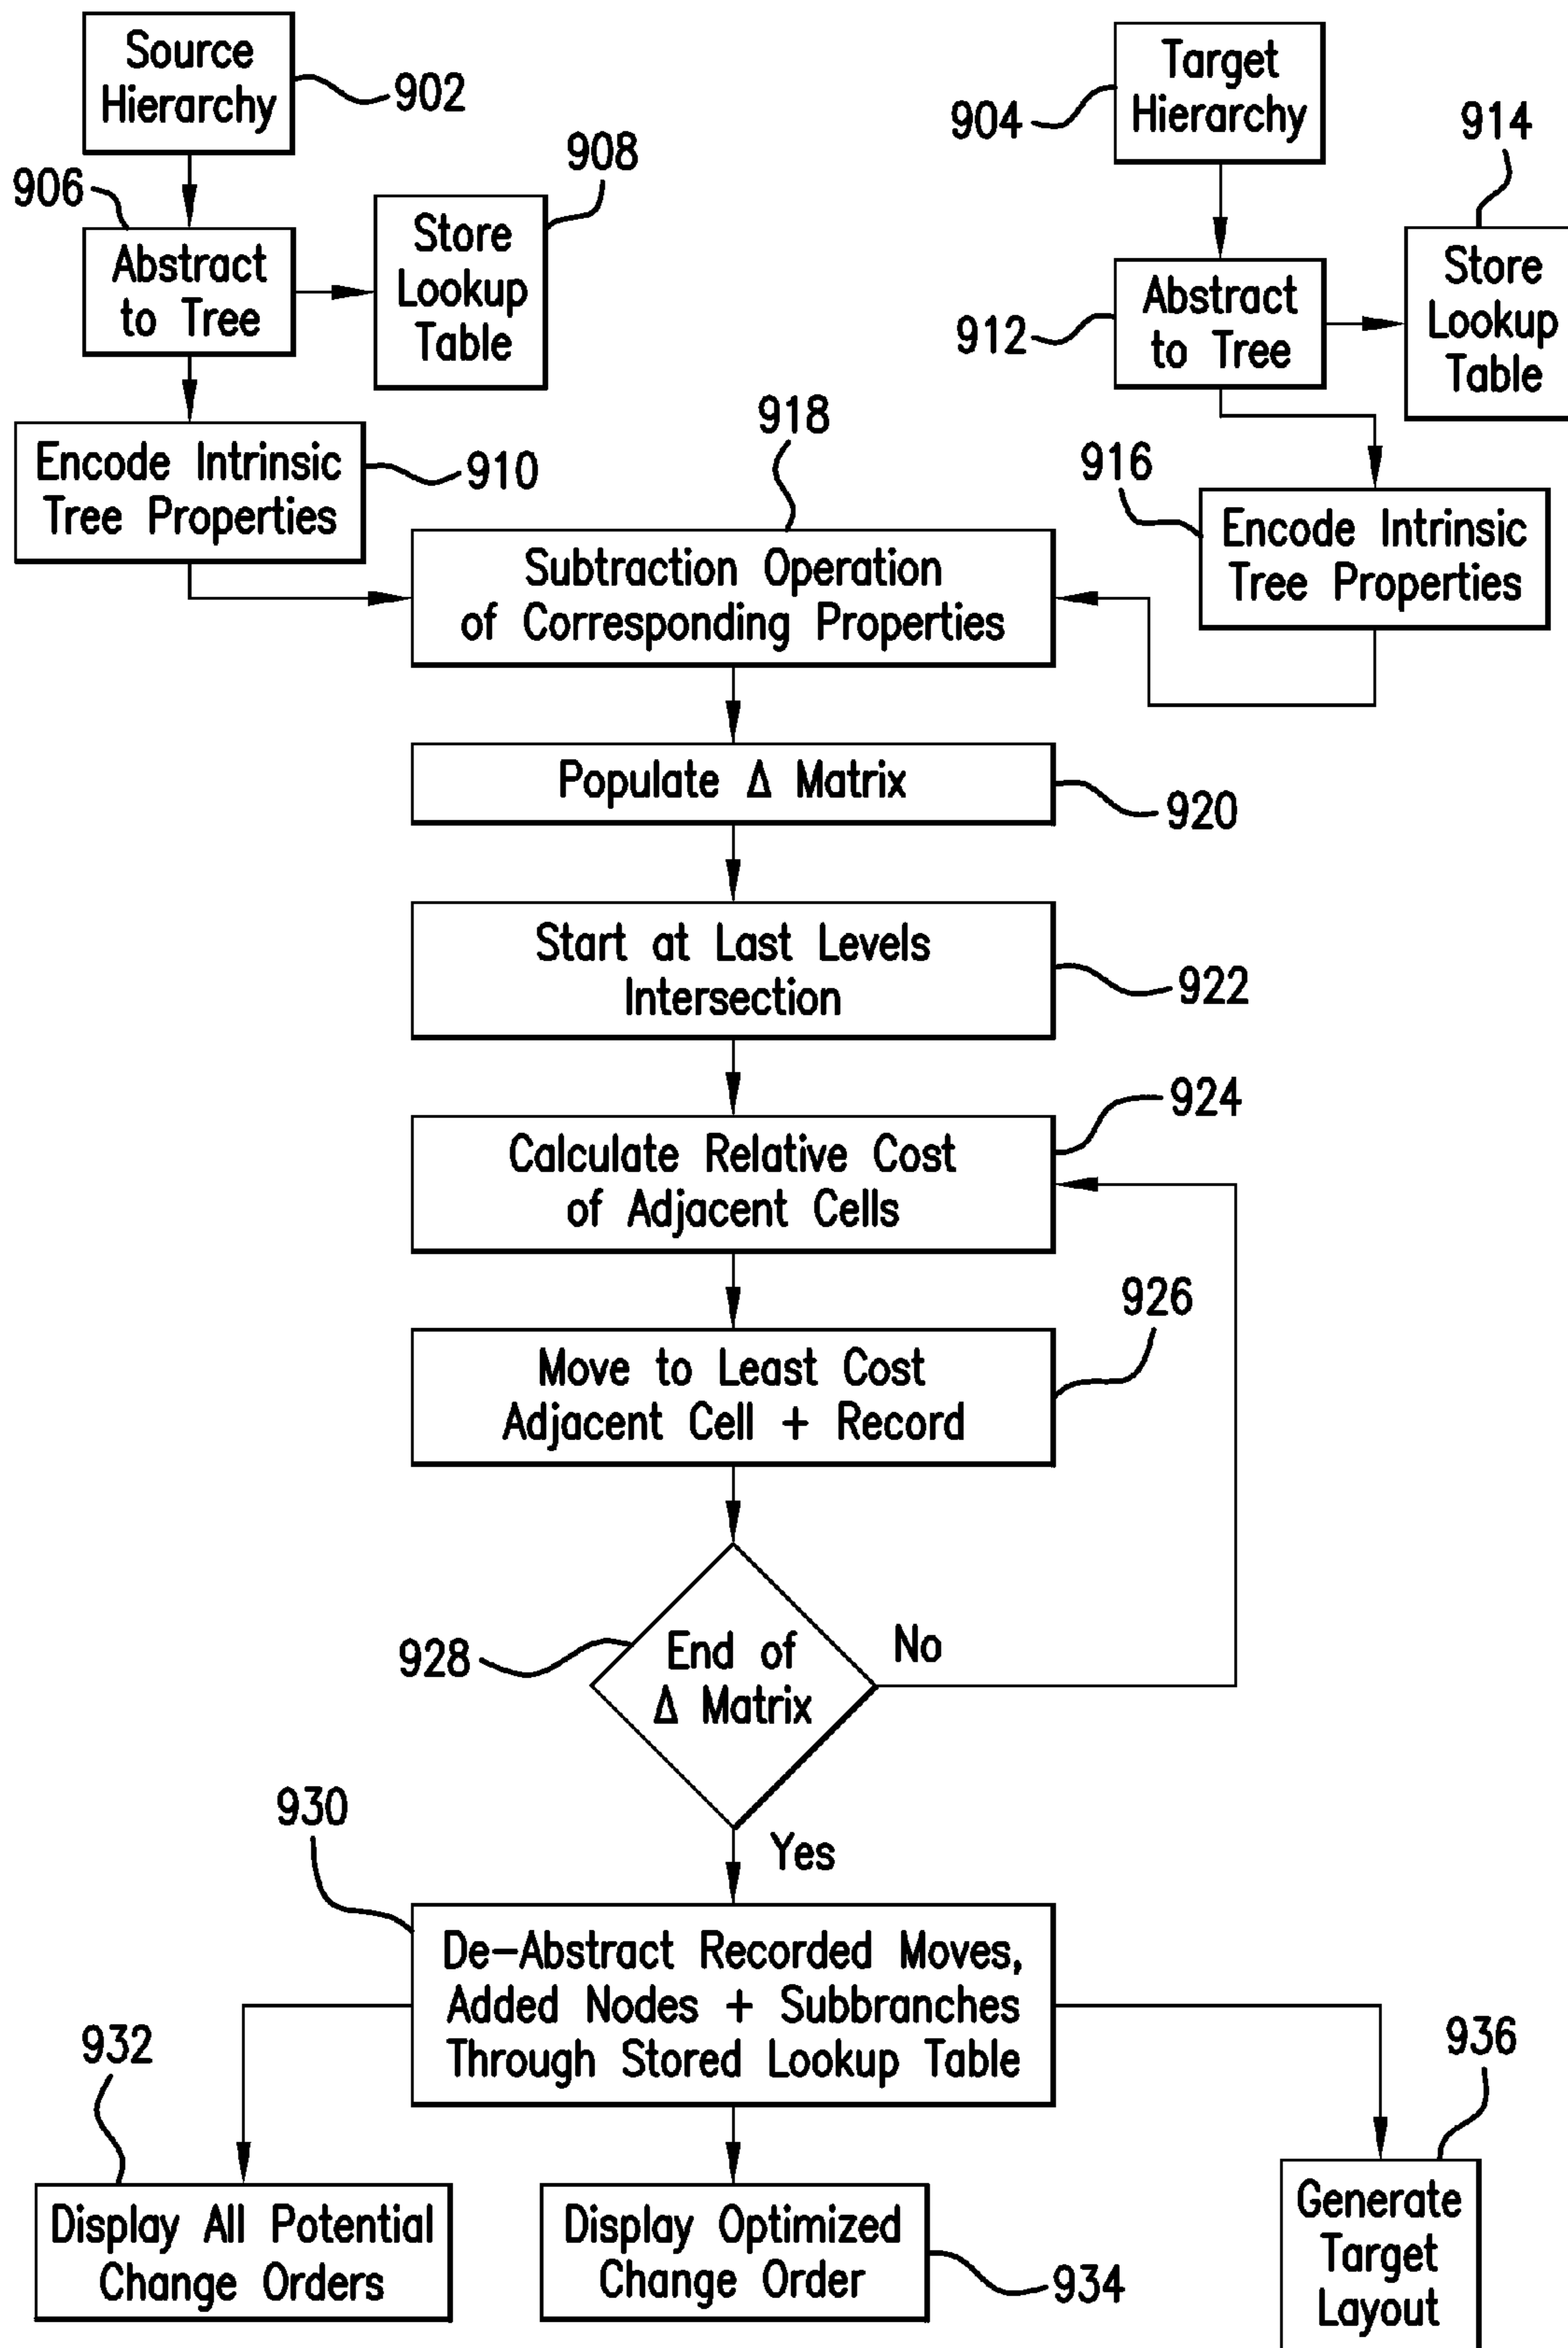 Source
Hierarchy
902
Target
Hierarchy
904
914
906
908
Abstract
to Tree
Store
Lookup
Table
912
Abstract
to Tree
Store
Lookup
Table
Encode Intrinsic
Tree Properties
910
918
916
Encode Intrinsic
Tree Properties
Subtraction Operation
of Corresponding Properties
Populate Δ Matrix
920
Start at Last Levels
Intersection
922
924
Calculate Relative Cost
of Adjacent Cells
926
Move to Least Cost
Adjacent Cell + Record
928
End of
Δ Matrix
No
Yes
930
De-Abstract Recorded Moves,
Added Nodes + Subbranches
Through Stored Lookup Table
932
936
Display All Potential
Change Orders
Display Optimized
Change Order
934
Generate
Target
Layout